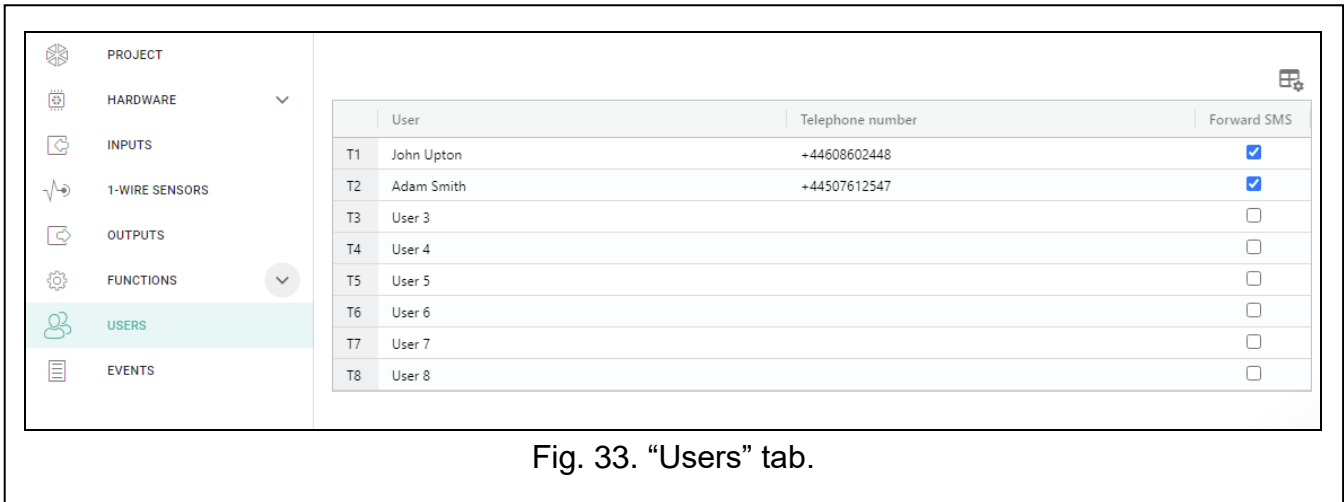 PROJECT
HARDWARE
INPUTS
1-WIRE SENSORS
OUTPUTS
FUNCTIONS
USERS
EVENTS
User Telephone number Forward SMS
T1 John Upton +44608602448
T2 Adam Smith +44507612547
T3 User 3
T4 User 4
T5 User 5
T6 User 6
T7 User 7
T8 User 8
Fig. 33. “Users” tab.